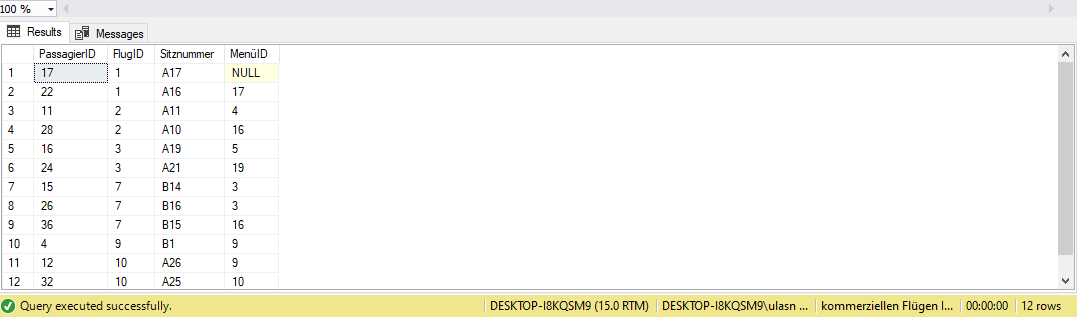 100 %
Results Messages
PassagierID FlugID Sitznummer MenüID
1 17 1 A17 NULL
2 22 1 A16 17
3 11 2 A11 4
4 28 2 A10 16
5 16 3 A19 5
6 24 3 A21 19
7 15 7 B14 3
8 26 7 B16 3
9 36 7 B15 16
10 4 9 B1 9
11 12 10 A26 9
12 32 10 A25 10
Query executed successfully. DESKTOP-I8KQSM9 (15.0 RTM) DESKTOP-I8KQSM9\ulasn ... kommerziellen Flügen I... 00:00:00 12 rows